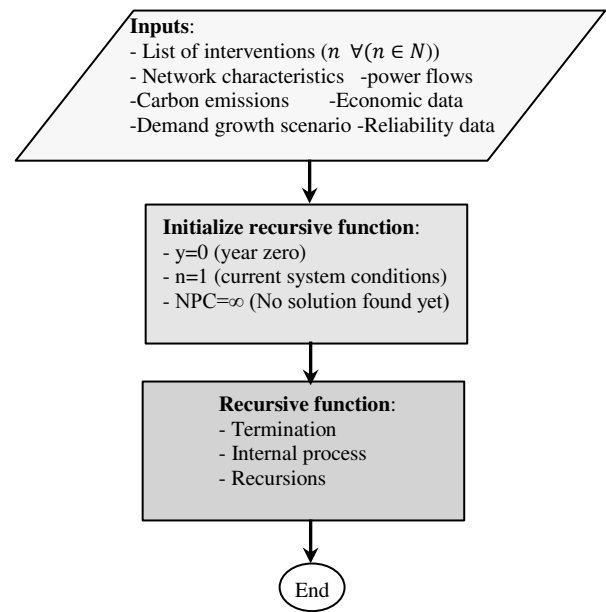 Inputs:
- List of interventions (n ∀(n ∈ N))
- Network characteristics -power flows
-Carbon emissions -Economic data
-Demand growth scenario -Reliability data
Initialize recursive function:
- y=0 (year zero)
- n=1 (current system conditions)
- NPC=∞ (No solution found yet)
Recursive function:
- Termination
- Internal process
- Recursions
End